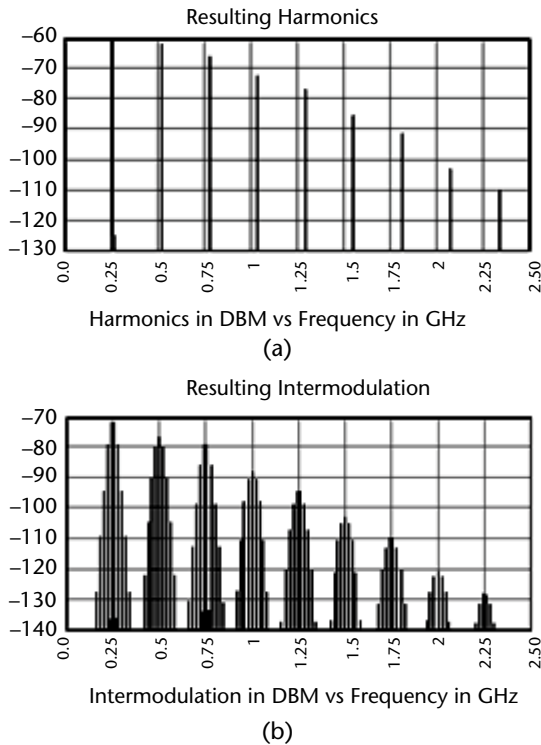 Resulting Harmonics
−60
−70
−80
−90
−100
−110
−120
−130
0.0 0.25 0.5 0.75 1 1.25 1.5 1.75 2 2.25 2.50
Harmonics in DBM vs Frequency in GHz
(a)
Resulting Intermodulation
−70
−80
−90
−100
−110
−120
−130
−140
0.0 0.25 0.5 0.75 1 1.25 1.5 1.75 2 2.25 2.50
Intermodulation in DBM vs Frequency in GHz
(b)